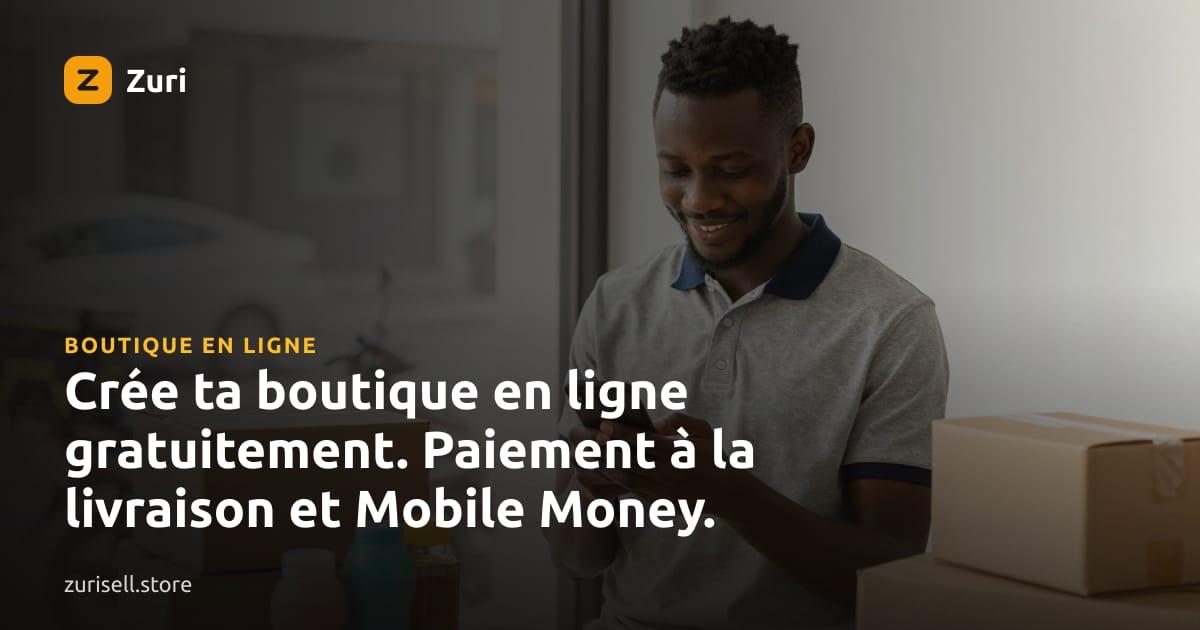 Z Zuri
BOUTIQUE EN LIGNE
Crée ta boutique en ligne
gratuitement. Paiement à la
livraison et Mobile Money.
zurisell.store